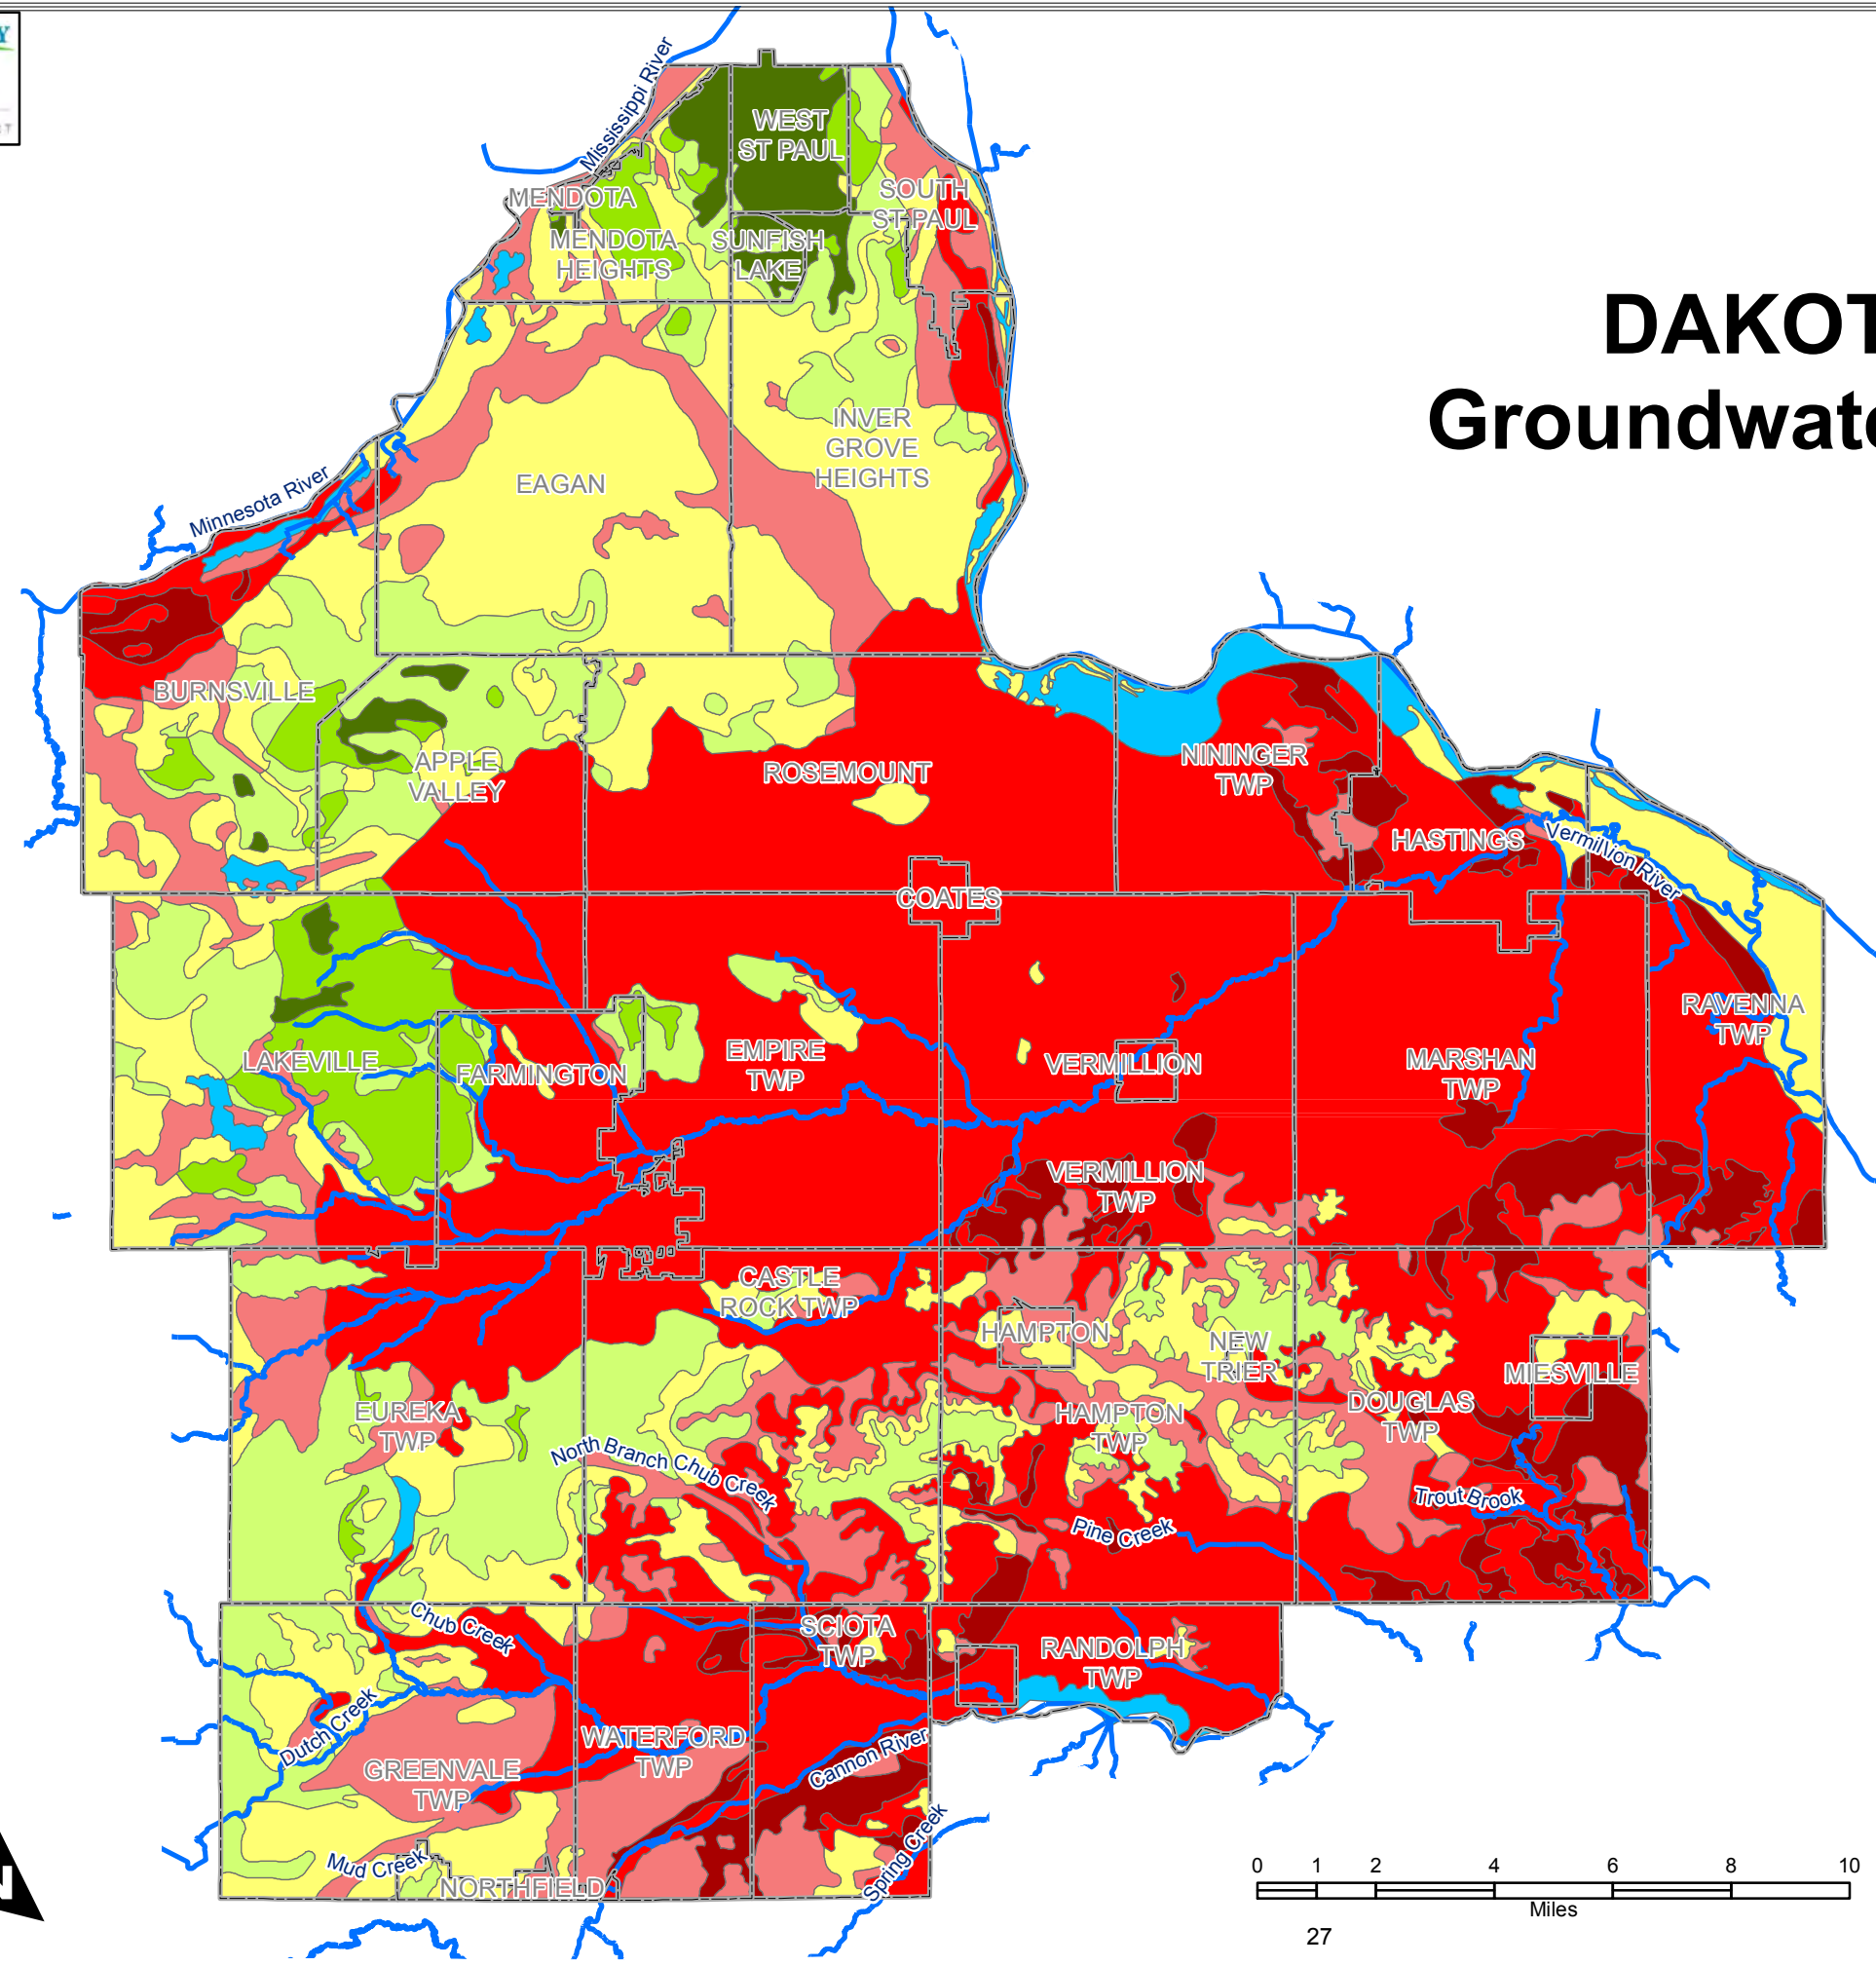 DAKOT
Groundwate
Mississippi River
WEST
ST PAUL
MENDOTA
SOUTH
ST PAUL
MENDOTA
HEIGHTS
SUNFISH
LAKE
INVER
GROVE
HEIGHTS
EAGAN
Minnesota River
BURNSVILLE
APPLE
VALLEY
ROSEMOUNT
NININGER
TWP
HASTINGS
Vermillion River
COATES
RAVENNA
TWP
LAKEVILLE
FARMINGTON
EMPIRE
TWP
VERMILLION
MARSHAN
TWP
VERMILLION
TWP
CASTLE
ROCK TWP
HAMPTON
NEW
TRIER
MIESVILLE
EUREKA
TWP
HAMPTON
TWP
DOUGLAS
TWP
North Branch Chub Creek
Trout Brook
Pine Creek
Chub Creek
SCIOTA
TWP
RANDOLPH
TWP
Dutch Creek
WATERFORD
TWP
GREENVALE
TWP
Cannon River
Mud Creek
Spring Creek
NORTHFIELD
0 1 2 4 6 8 10
Miles
27
N